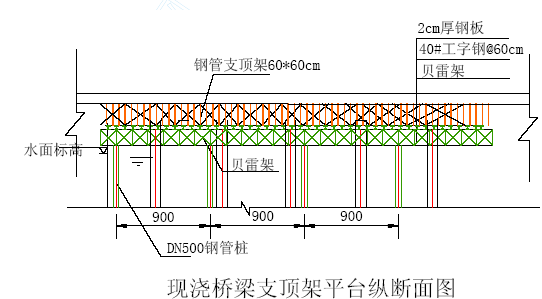 2cm厚钢板
40#工字钢@60cm
钢管支顶架60*60cm
贝雷架
水面标高
贝雷架
900
900
900
DN500钢管桩
现浇桥梁支顶架平台纵断面图